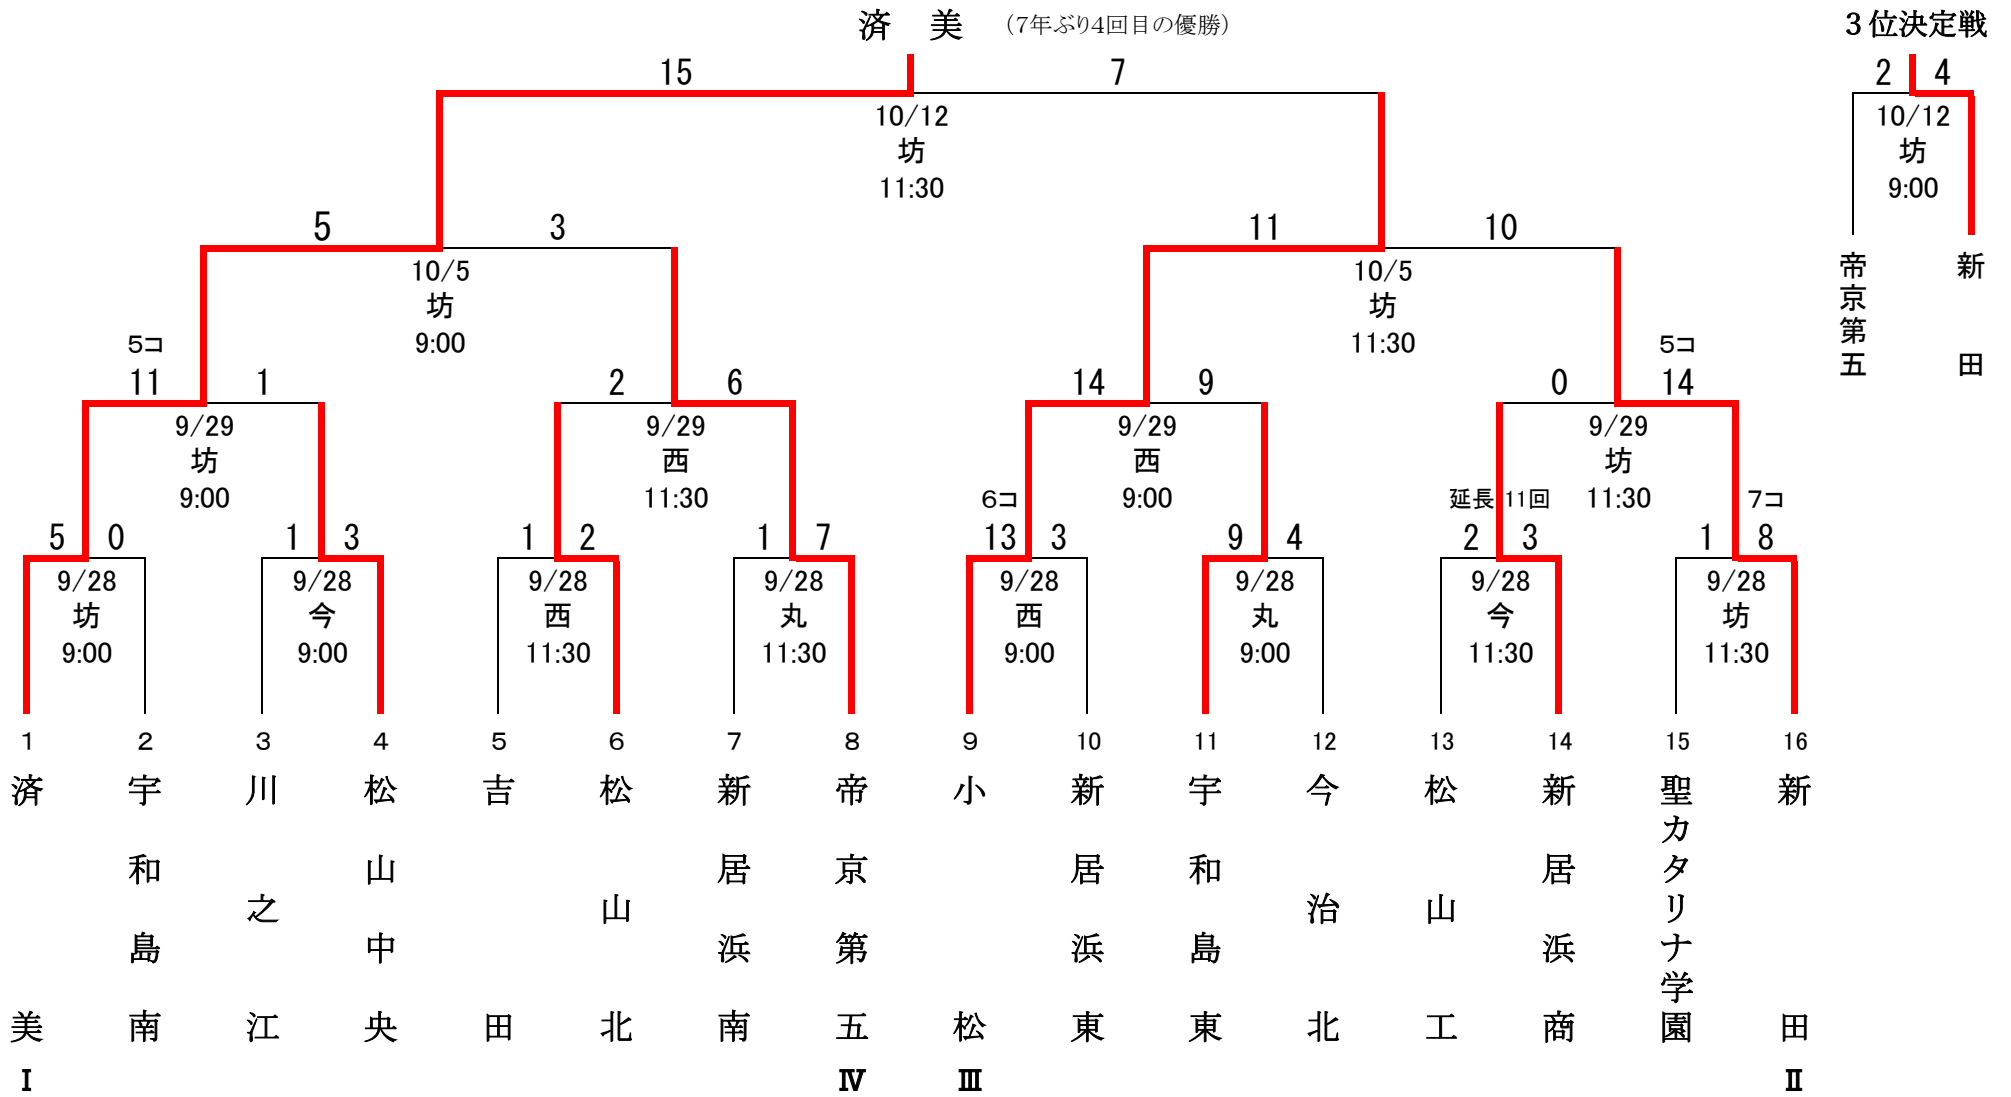 済　美　（7年ぶり4回目の優勝）
３位決定戦
15　7
2　4
10/12
坊
11:30
10/12
坊
9:00
帝京第五
新田
5　3
11　10
10/5
坊
9:00
10/5
坊
11:30
5コ
5コ
11　1
2　6
14　9
0　14
9/29
坊
9:00
9/29
西
11:30
9/29
西
9:00
9/29
坊
11:30
6コ
延長 11回
7コ
5　0
1　3
1　2
1　7
13　3
9　4
2　3
1　8
9/28
坊
9:00
9/28
今
9:00
9/28
西
11:30
9/28
丸
11:30
9/28
西
9:00
9/28
丸
9:00
9/28
今
11:30
9/28
坊
11:30
1
済美
Ⅰ
2
宇和島南
3
川之江
4
松山中央
5
吉田
6
松山北
7
新居浜南
8
帝京第五
Ⅳ
9
小松
Ⅲ
10
新居浜東
11
宇和島東
12
今治北
13
松山工
14
新居浜商
15
聖カタリナ学園
16
新田
Ⅱ